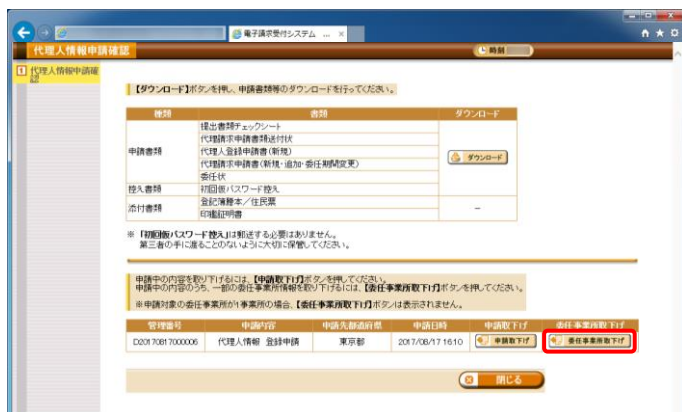 電子請求受付システム ...
代理人情報申請確認
時刻
1 代理人情報申請確認
【ダウンロード】ボタンを押し、申請書類等のダウンロードを行ってください。
種類 書類 ダウンロード
申請書類
提出書類チェックシート
代理請求申請書類送付状
代理人登録申請書(新規)
代理請求申請書(新規・追加・委任期間変更)
委任状
ダウンロード
控え書類 初回仮パスワード控え
添付書類
登記簿謄本/住民票
印鑑証明書
－
※ 「初回仮パスワード控え」は郵送する必要はありません。
第三者の手に渡ることのないように大切に保管してください。
申請中の内容を取り下げるには、【申請取下げ】ボタンを押してください。
申請中の内容のうち、一部の委任事業所情報を取り下げるには、【委任事業所取下げ】ボタンを押してください。
※申請対象の委任事業所が1事業所の場合、【委任事業所取下げ】ボタンは表示されません。
管理番号 申請内容 申請先都道府県 申請日時 申請取下げ 委任事業所取下げ
D20170817000006 代理人情報 登録申請 東京都 2017/08/17 16:10 申請取下げ 委任事業所取下げ
閉じる